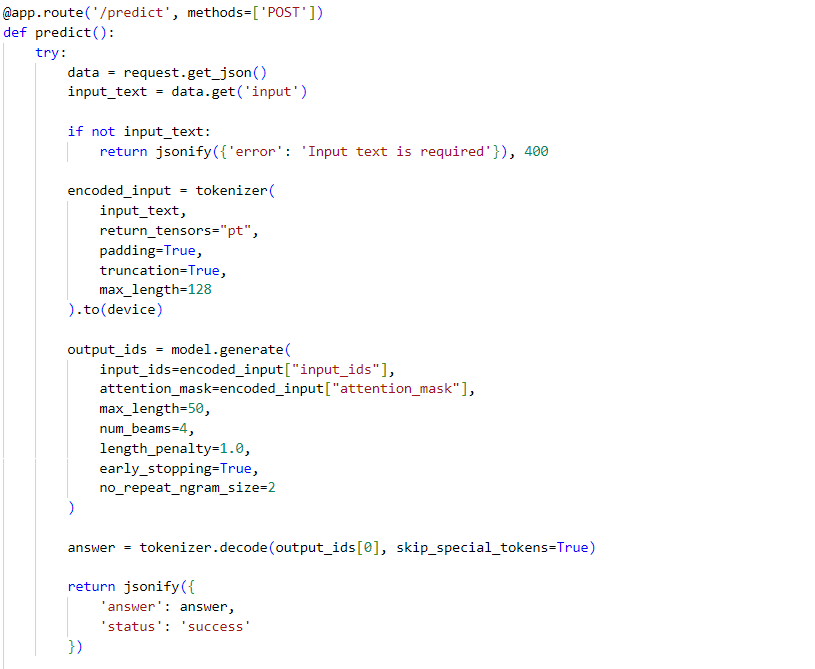 @app.route('/predict', methods=['POST'])
def predict():
    try:
        data = request.get_json()
        input_text = data.get('input')

        if not input_text:
            return jsonify({'error': 'Input text is required'}), 400

        encoded_input = tokenizer(
            input_text,
            return_tensors="pt",
            padding=True,
            truncation=True,
            max_length=128
        ).to(device)

        output_ids = model.generate(
            input_ids=encoded_input["input_ids"],
            attention_mask=encoded_input["attention_mask"],
            max_length=50,
            num_beams=4,
            length_penalty=1.0,
            early_stopping=True,
            no_repeat_ngram_size=2
        )

        answer = tokenizer.decode(output_ids[0], skip_special_tokens=True)

        return jsonify({
            'answer': answer,
            'status': 'success'
        })